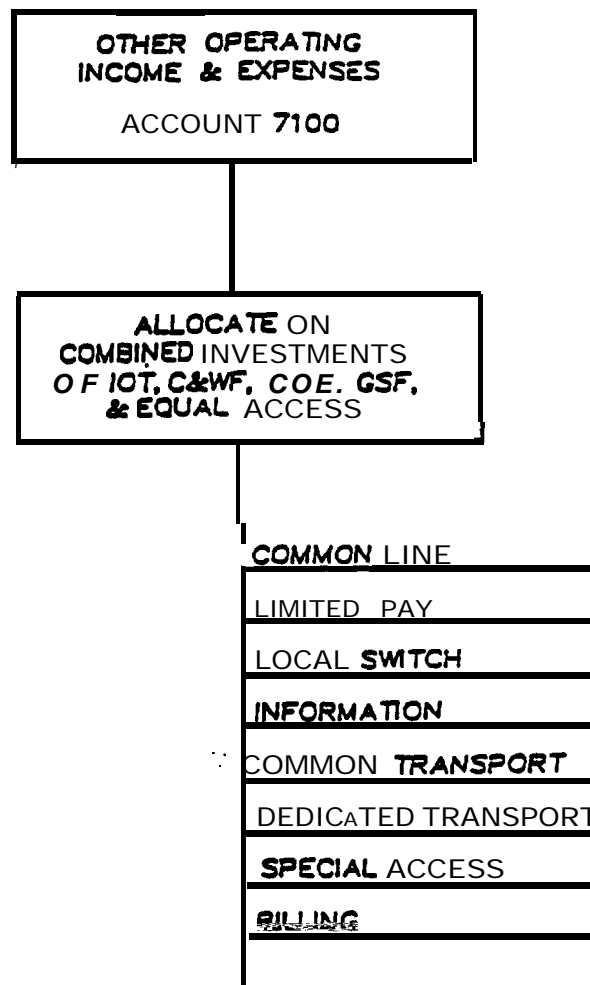 OTHER OPERATING
INCOME & EXPENSES
ACCOUNT 7100
ALLOCATE ON
COMBINED INVESTMENTS
OF IOT, C&WF, COE. GSF,
& EQUAL ACCESS
COMMON LINE
LIMITED PAY
LOCAL SWITCH
INFORMATION
COMMON TRANSPORT
DEDICATED TRANSPORT
SPECIAL ACCESS
BILLING